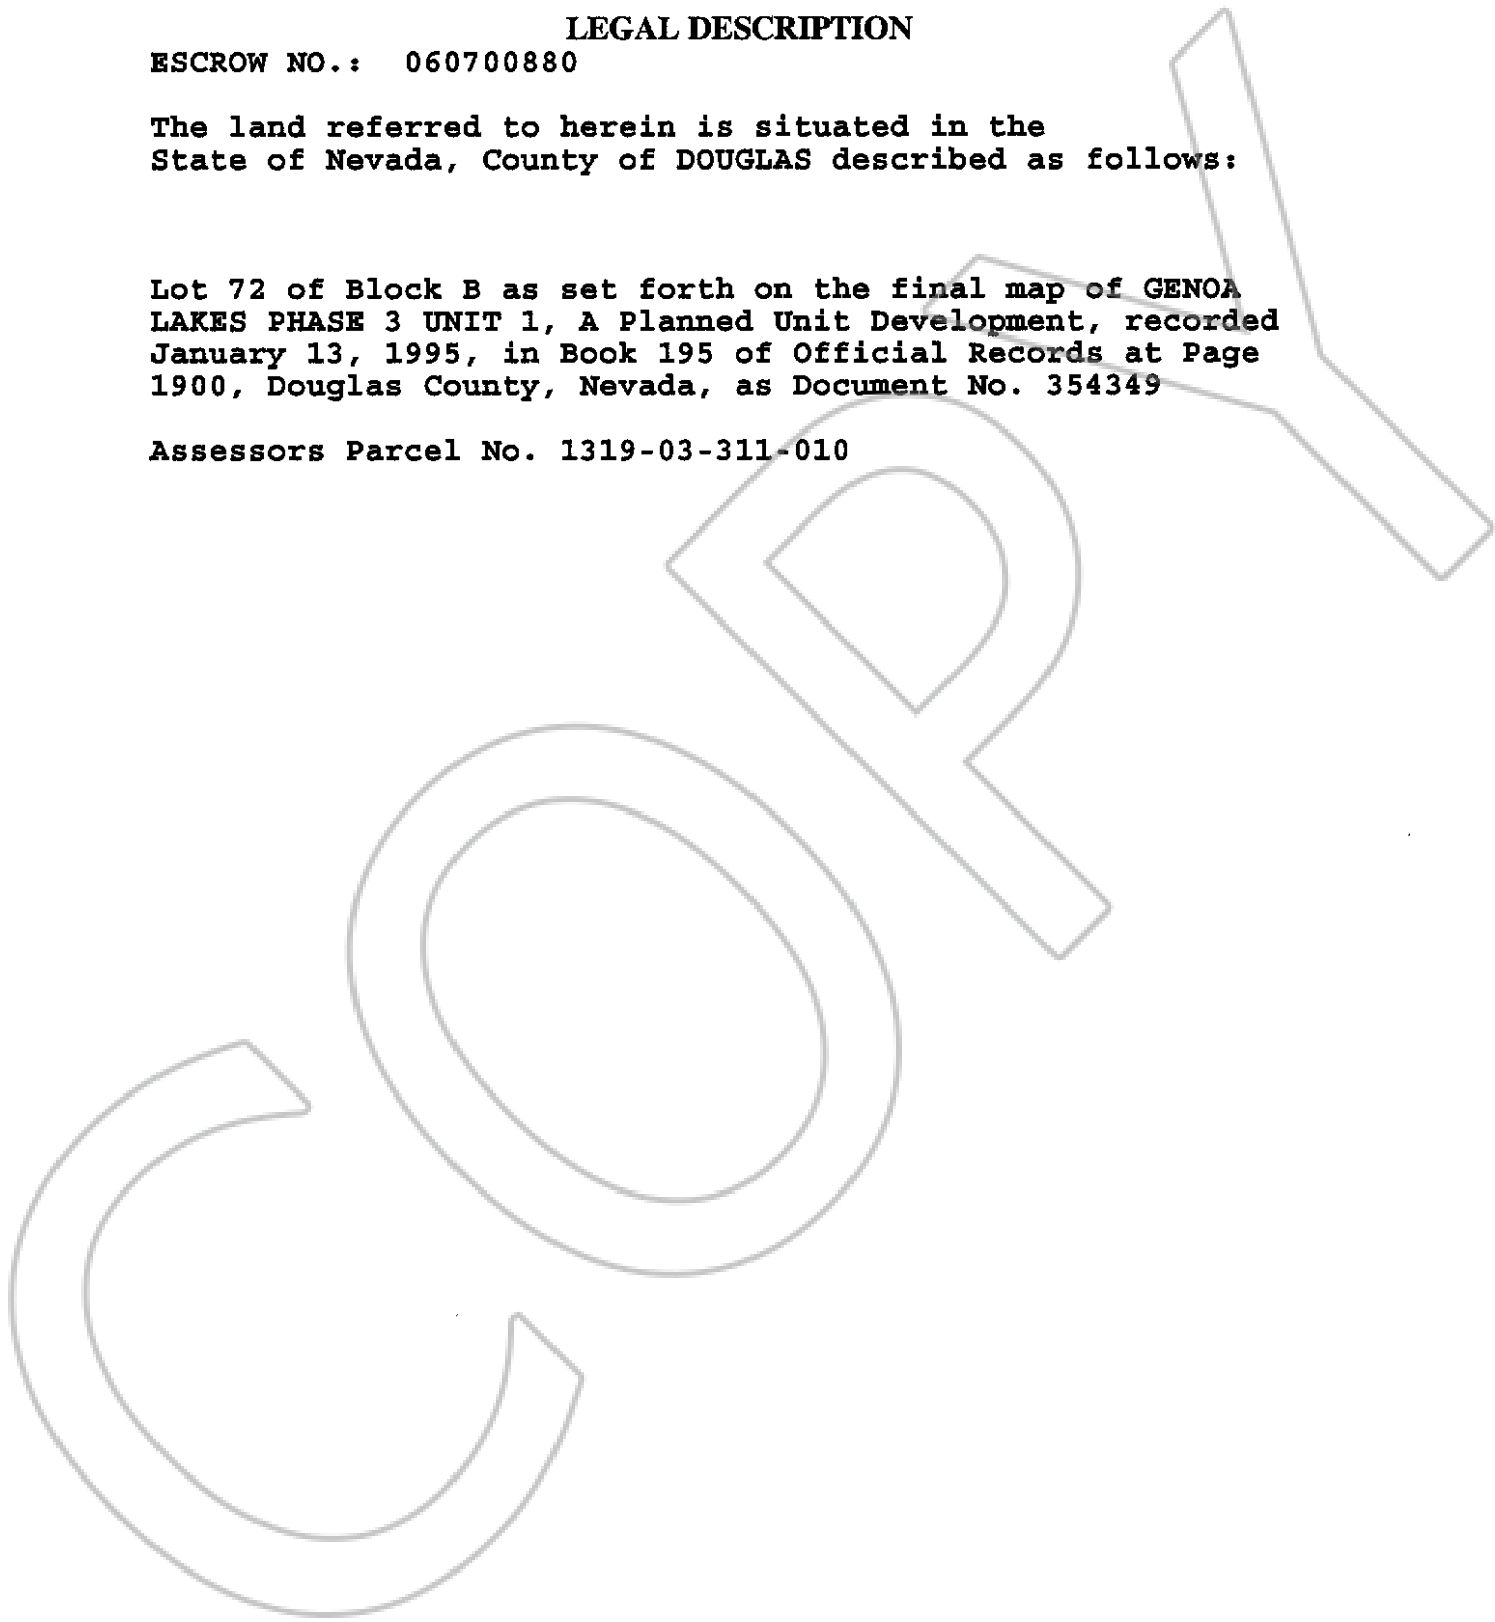 LEGAL DESCRIPTION
ESCROW NO.: 060700880
The land referred to herein is situated in the
State of Nevada, County of DOUGLAS described as follows:
Lot 72 of Block B as set forth on the final map of GENOA
LAKES PHASE 3 UNIT 1, A Planned Unit Development, recorded
January 13, 1995, in Book 195 of Official Records at Page
1900, Douglas County, Nevada, as Document No. 354349
Assessors Parcel No. 1319-03-311-010
COPY